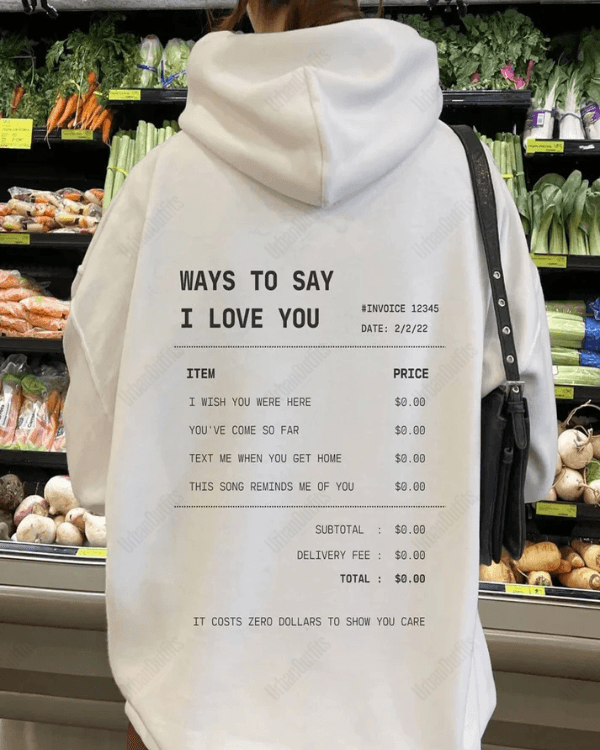 WAYS TO SAY
I LOVE YOU
#INVOICE 12345
DATE: 2/2/22
ITEM PRICE
I WISH YOU WERE HERE $0.00
YOU'VE COME SO FAR $0.00
TEXT ME WHEN YOU GET HOME $0.00
THIS SONG REMINDS ME OF YOU $0.00
SUBTOTAL : $0.00
DELIVERY FEE : $0.00
TOTAL : $0.00
IT COSTS ZERO DOLLARS TO SHOW YOU CARE
UrbanOutfits